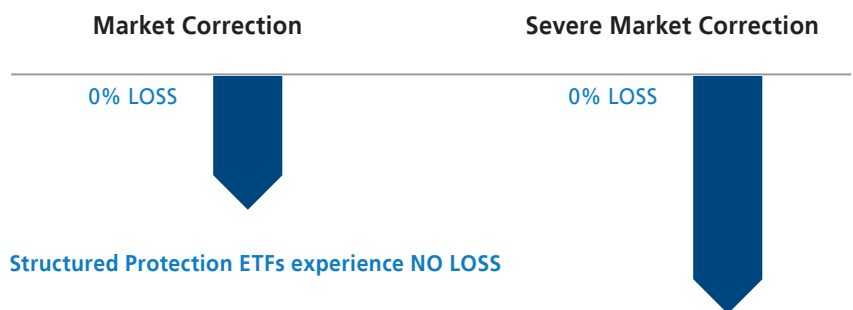 Market Correction
Severe Market Correction
0% LOSS
0% LOSS
Structured Protection ETFs experience NO LOSS